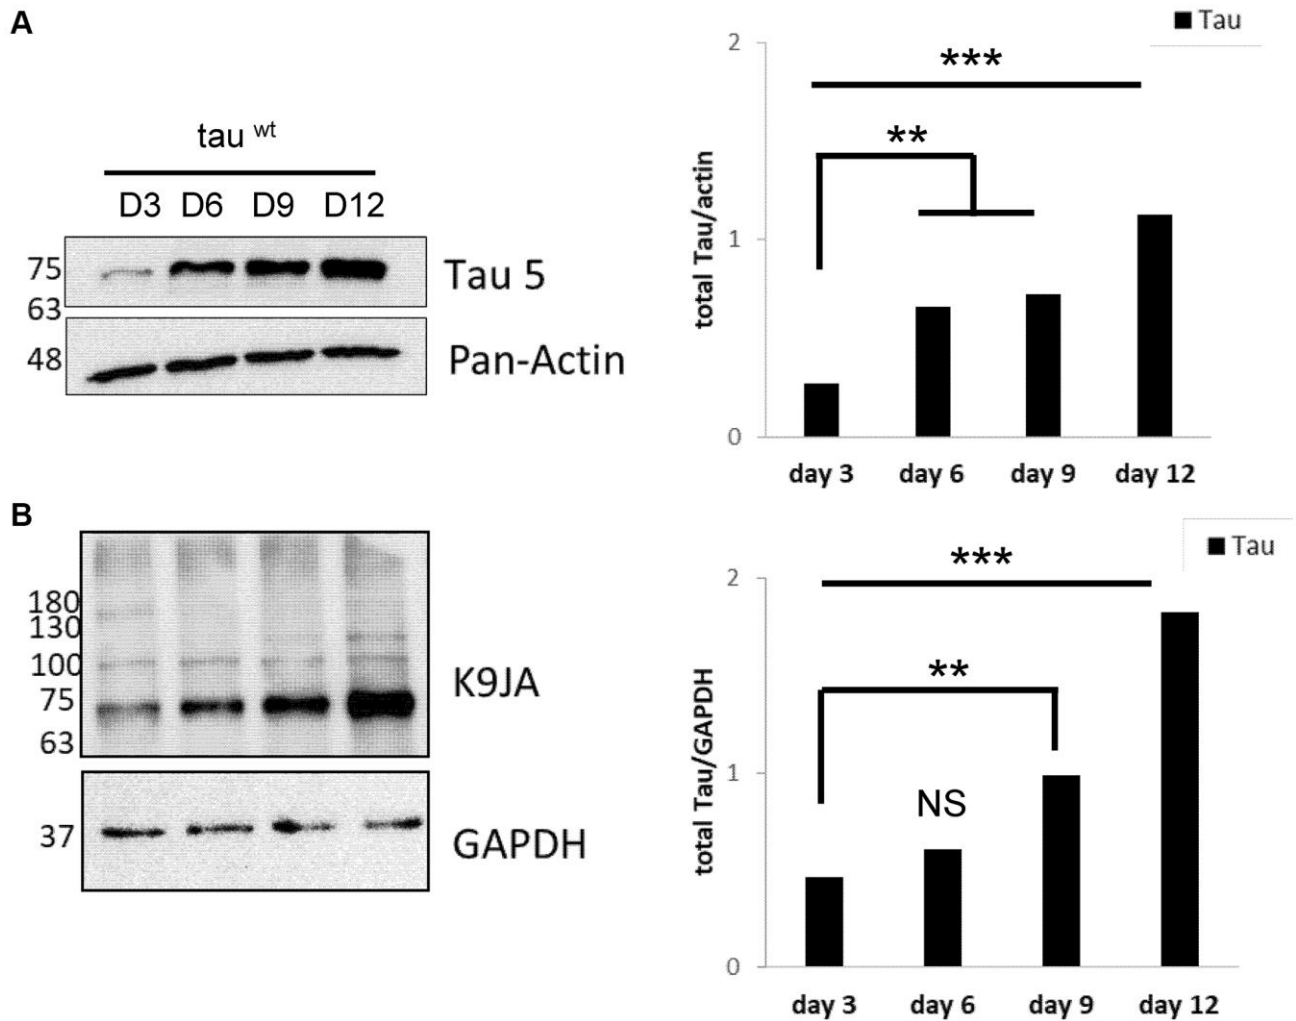 A
tau wt
D3 D6 D9 D12
75
63
48
Tau 5
Pan-Actin
Tau
***
**
total Tau/actin
2
1
0
day 3 day 6 day 9 day 12
B
180
130
100
75
63
37
K9JA
GAPDH
Tau
***
**
NS
total Tau/GAPDH
2
1
0
day 3 day 6 day 9 day 12